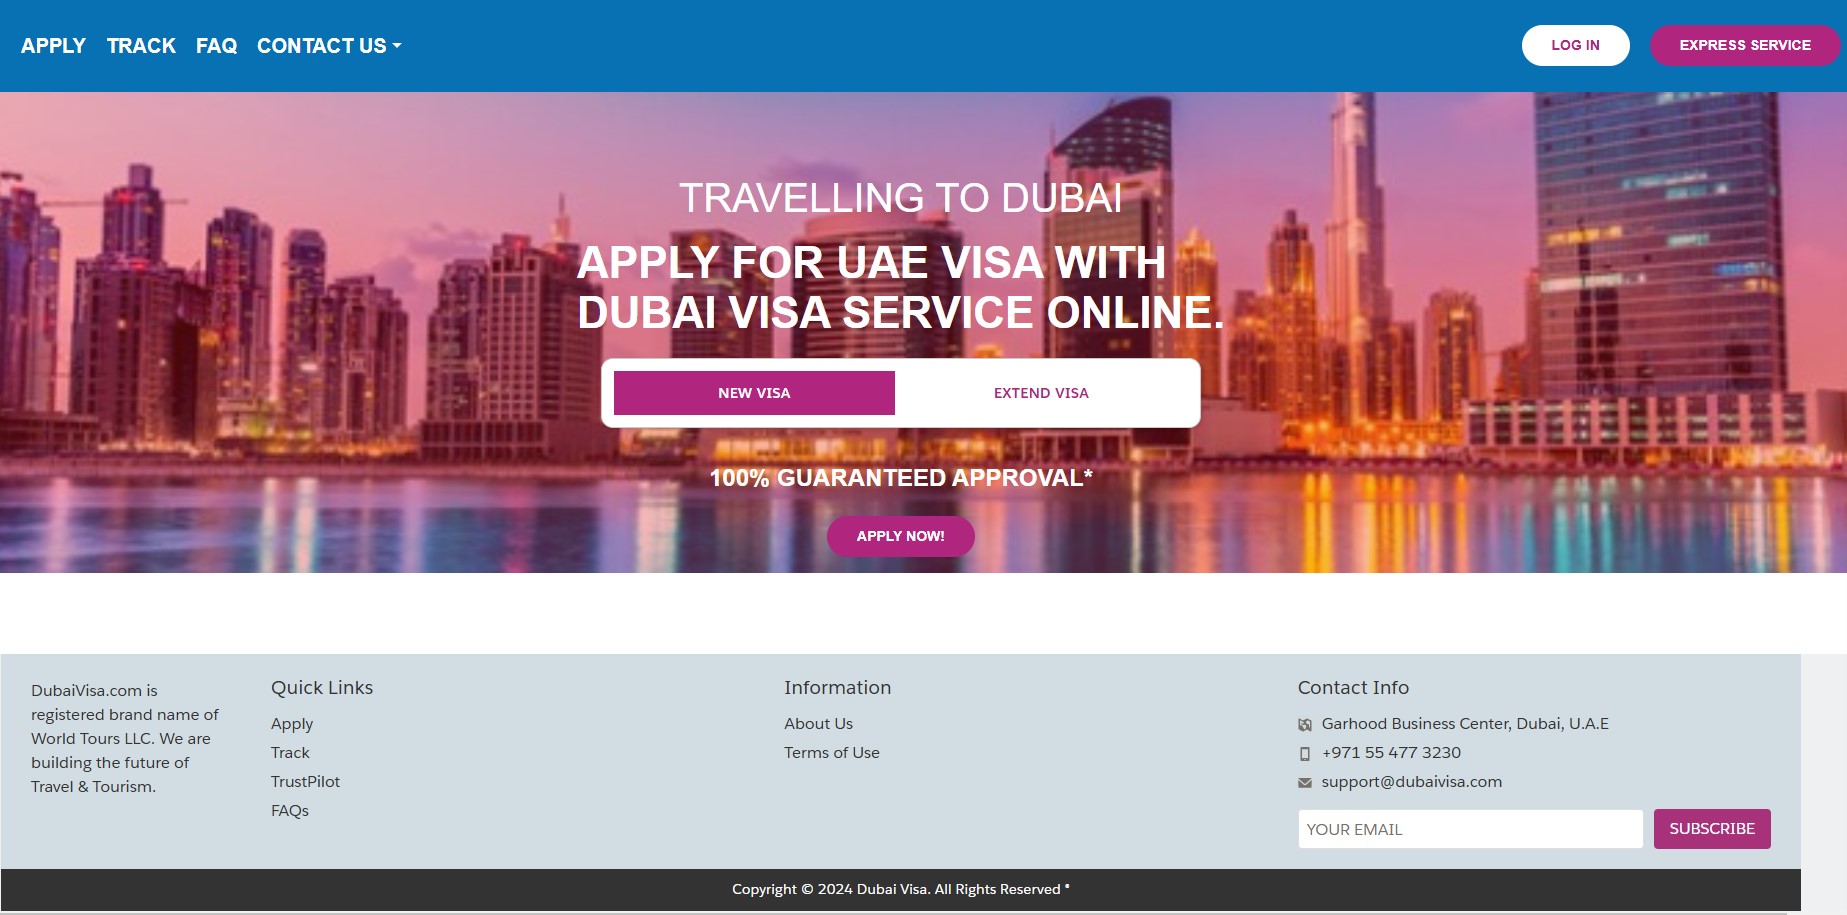 APPLY TRACK FAQ CONTACT US LOG IN EXPRESS SERVICE
TRAVELLING TO DUBAI
APPLY FOR UAE VISA WITH
DUBAI VISA SERVICE ONLINE.
NEW VISA EXTEND VISA
100% GUARANTEED APPROVAL*
APPLY NOW!
DubaiVisa.com is
registered brand name of
World Tours LLC. We are
building the future of
Travel & Tourism.
Quick Links
Apply
Track
TrustPilot
FAQs
Information
About Us
Terms of Use
Contact Info
Garhood Business Center, Dubai, U.A.E
+971 55 477 3230
support@dubaivisa.com
YOUR EMAIL SUBSCRIBE
Copyright © 2024 Dubai Visa. All Rights Reserved *